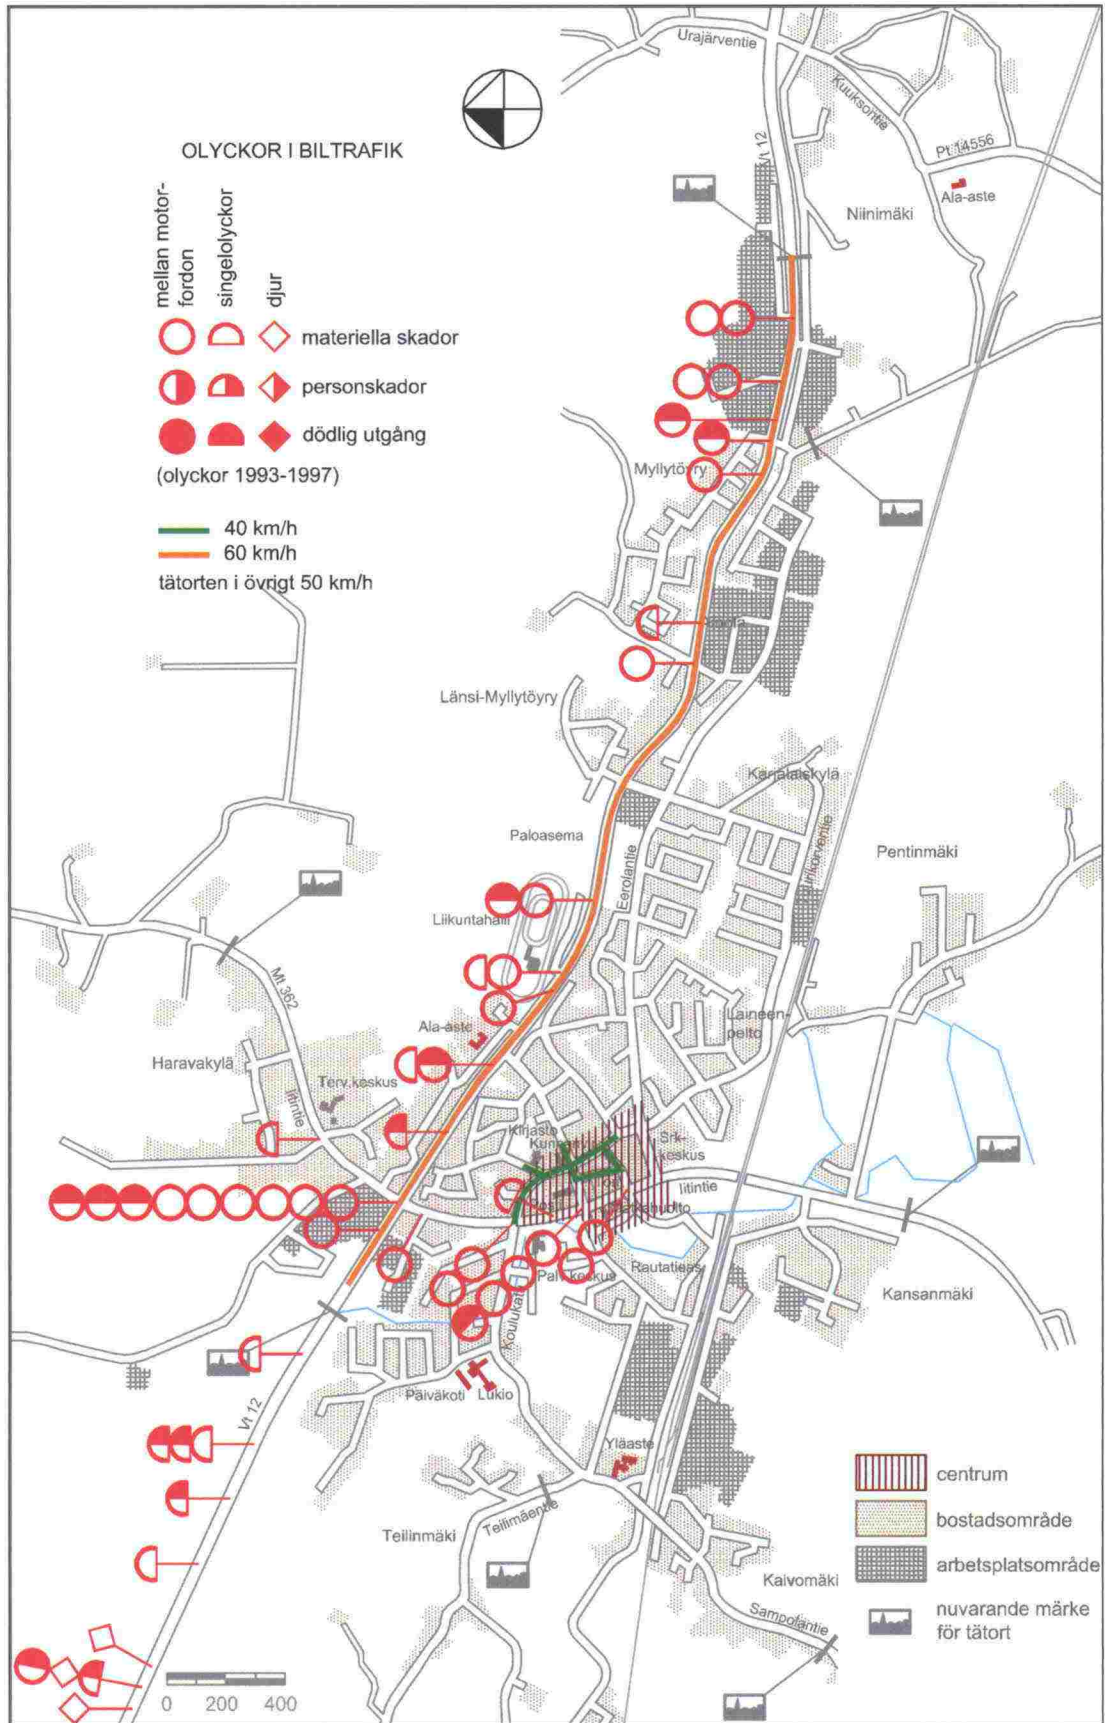 Urajärventie
Kuuksontie
OLYCKOR I BILTRAFIK
Vt 12
Pt 14556
Ala-aste
Niinimäki
mellan motor-
fordon
singelolyckor
djur
materiella skador
personskador
dödlig utgång
(olyckor 1993-1997)
Myllytöyry
40 km/h
60 km/h
tätorten i övrigt 50 km/h
Länsi-Myllytöyry
Karjalaiskylä
Paloasema
Eerolantie
Pentinmäki
Liikuntahalli
Mt 362
Ala-aste
Laineen-
pelto
Haravakylä
Iitintie
Terv.keskus
Kirjasto
Srk-
keskus
Iitintie
Rautatieas
Kansanmäki
Päiväkoti
Lukio
Vt 12
Yläaste
Teilinmäki
Teilimäentie
Kaivomäki
Sampolantie
centrum
bostadsområde
arbetsplatsområde
nuvarande märke
för tätort
0 200 400